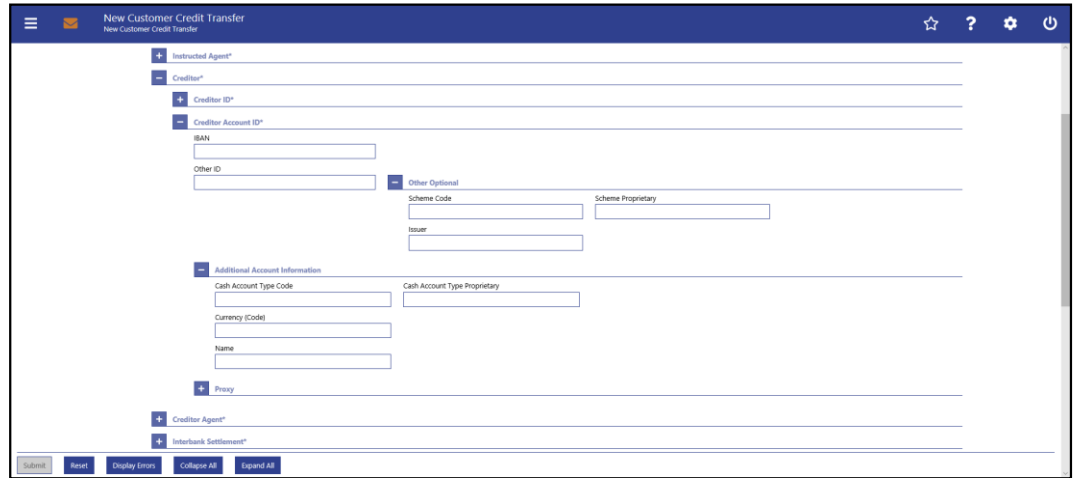 New Customer Credit Transfer
New Customer Credit Transfer
?
+ Instructed Agent*
− Creditor*
+ Creditor ID*
− Creditor Account ID*
IBAN
Other ID
− Other Optional
Scheme Code Scheme Proprietary
Issuer
− Additional Account Information
Cash Account Type Code Cash Account Type Proprietary
Currency (Code)
Name
+ Proxy
+ Creditor Agent*
+ Interbank Settlement*
Submit Reset Display Errors Collapse All Expand All